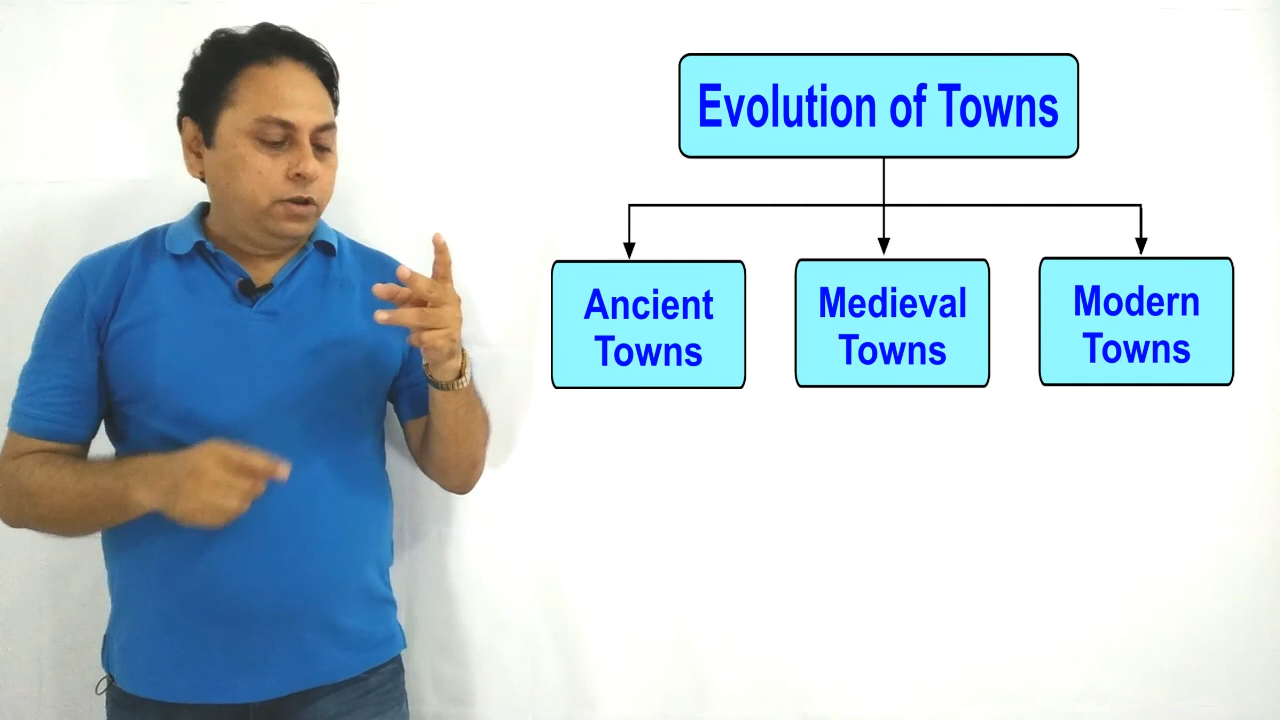 Evolution of Towns
Ancient
Towns
Medieval
Towns
Modern
Towns